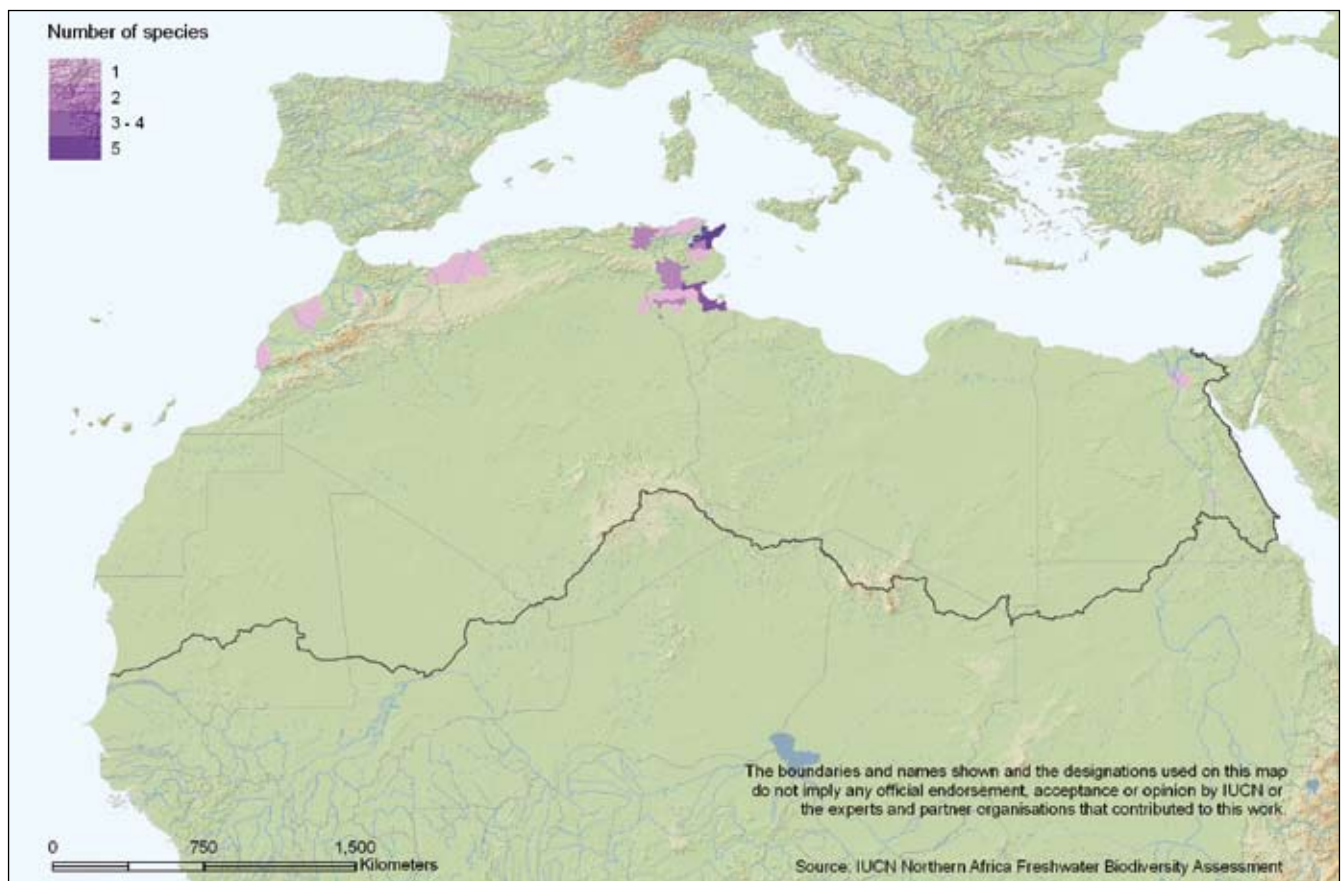 Number of species
1
2
3 - 4
5
The boundaries and names shown and the designations used on this map
do not imply any official endorsement, acceptance or opinion by IUCN or
the experts and partner organisations that contributed to this work.
0 750 1,500
Kilometers
Source: IUCN Northern Africa Freshwater Biodiversity Assessment